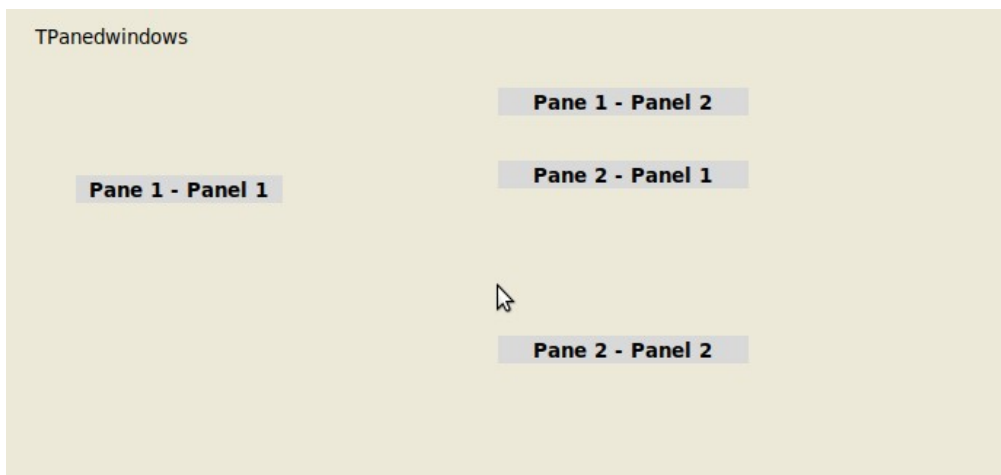 TPanedwindows
Pane 1 - Panel 2
Pane 1 - Panel 1
Pane 2 - Panel 1
Pane 2 - Panel 2